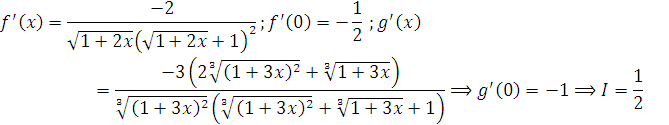 f′(x) = −2 / (√(1 + 2x) (√(1 + 2x) + 1)²) ; f′(0) = −1/2 ; g′(x)
= −3 (2∛((1 + 3x)²) + ∛(1 + 3x)) / (∛((1 + 3x)²) (∛((1 + 3x)²) + ∛(1 + 3x) + 1)) ⟹ g′(0) = −1 ⟹ I = 1/2